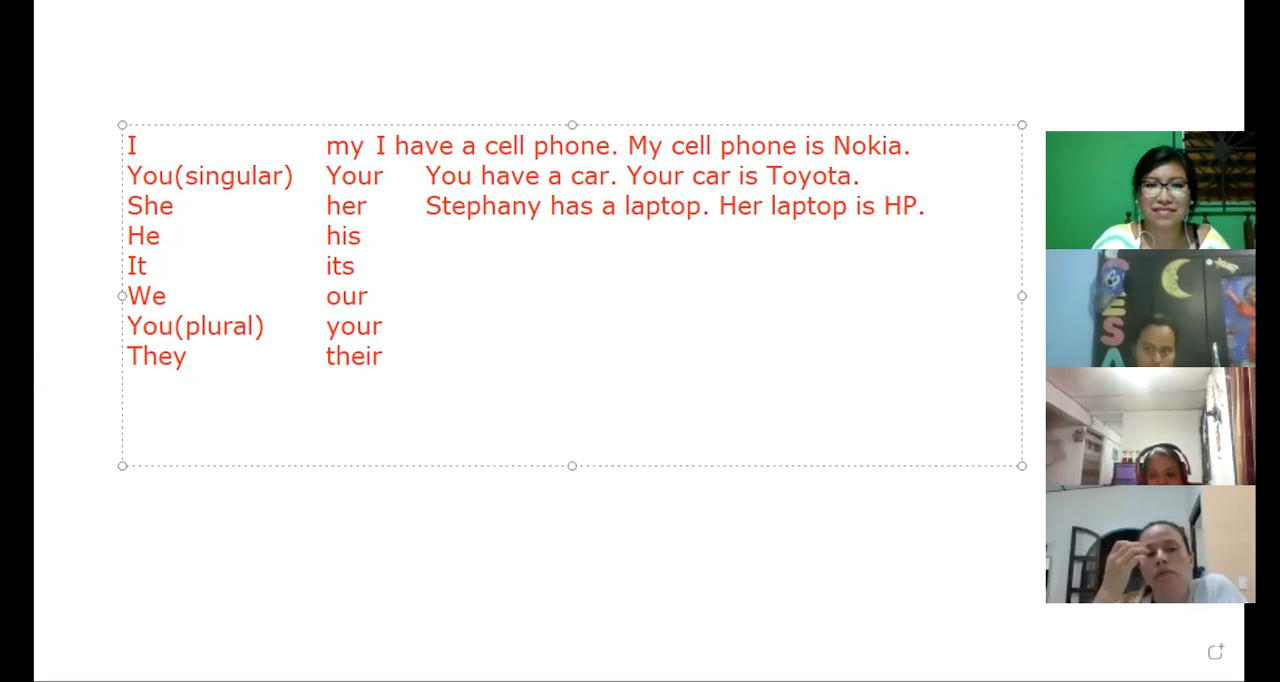 I my I have a cell phone. My cell phone is Nokia.
You(singular) Your You have a car. Your car is Toyota.
She her Stephany has a laptop. Her laptop is HP.
He his
It its
We our
You(plural) your
They their
ESA